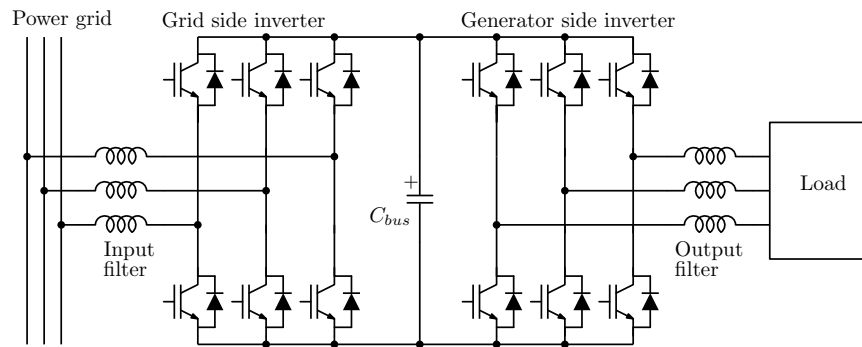 Power grid
Grid side inverter
Generator side inverter
+
C_bus
Load
Input
filter
Output
filter